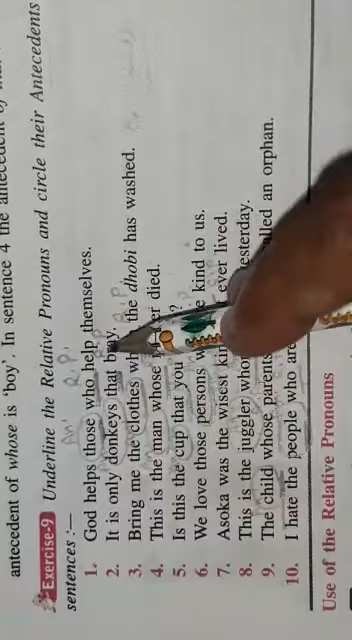 antecedent of whose is 'boy'. In sentence 4 the antecedent of
Exercise-9 Underline the Relative Pronouns and circle their Antecedents
sentences :—
1. God helps those who help themselves.
2. It is only donkeys that
3. Bring me the clothes the dhobi has washed.
4. This is the man whose died.
5. Is this the cup that you ?
6. We love those persons kind to us.
7. Asoka was the wisest ever lived.
8. This is the juggler yesterday.
9. The child whose parents an orphan.
10. I hate the people who are
Use of the Relative Pronouns